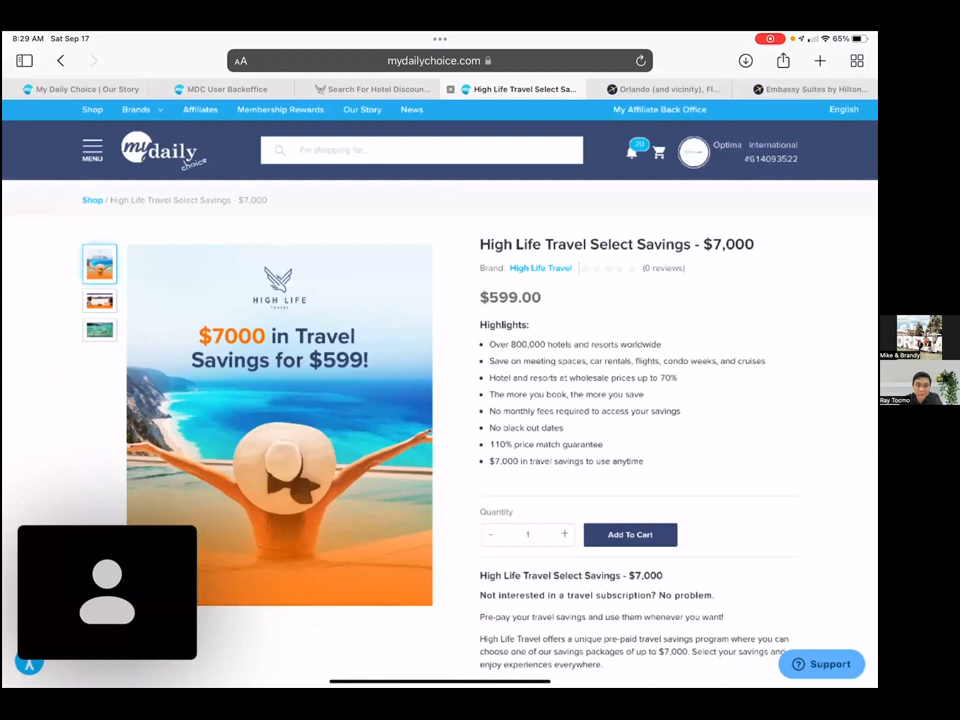 8:29 AM Sat Sep 17
65%
AA mydailychoice.com
My Daily Choice | Our Story
MDC User Backoffice
Search For Hotel Discoun...
High Life Travel Select Sa...
Orlando (and vicinity), Fl...
Embassy Suites by Hilton...
Shop Brands Affiliates Membership Rewards Our Story News My Affiliate Back Office English
MENU
my daily choice
I'm shopping for...
20
Optima International
#614093522
Shop / High Life Travel Select Savings - $7,000
HIGH LIFE
TRAVEL
$7000 in Travel
Savings for $599!
High Life Travel Select Savings - $7,000
Brand: High Life Travel (0 reviews)
$599.00
Highlights:
• Over 800,000 hotels and resorts worldwide
• Save on meeting spaces, car rentals, flights, condo weeks, and cruises
• Hotel and resorts at wholesale prices up to 70%
• The more you book, the more you save
• No monthly fees required to access your savings
• No black out dates
• 110% price match guarantee
• $7,000 in travel savings to use anytime
Quantity
- 1 +
Add To Cart
High Life Travel Select Savings - $7,000
Not interested in a travel subscription? No problem.
Pre-pay your travel savings and use them whenever you want!
High Life Travel offers a unique pre-paid travel savings program where you can
choose one of our savings packages of up to $7,000. Select your savings and
enjoy experiences everywhere.
Support
Mike & Brandy
Ray Tocmo